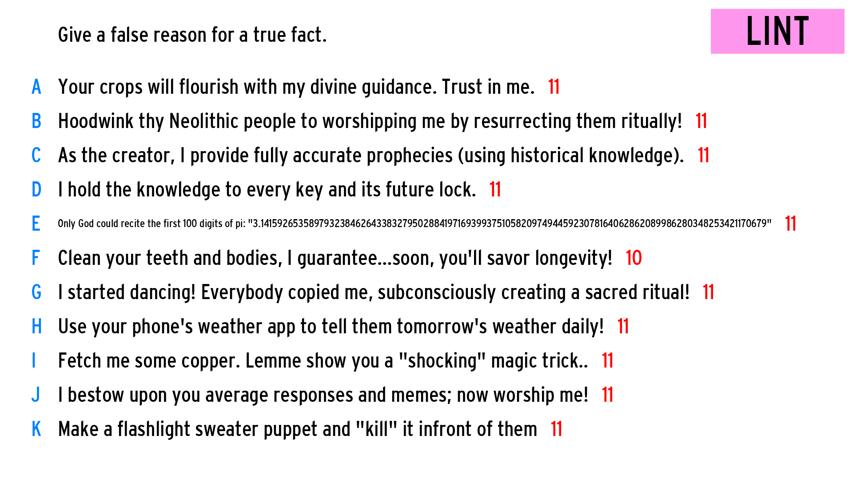 LINT
Give a false reason for a true fact.
A Your crops will flourish with my divine guidance. Trust in me. 11
B Hoodwink thy Neolithic people to worshipping me by resurrecting them ritually! 11
C As the creator, I provide fully accurate prophecies (using historical knowledge). 11
D I hold the knowledge to every key and its future lock. 11
E Only God could recite the first 100 digits of pi: "3.1415926535897932384626433832795028841971693993751058209749445923078164062862089986280348253421170679" 11
F Clean your teeth and bodies, I guarantee...soon, you'll savor longevity! 10
G I started dancing! Everybody copied me, subconsciously creating a sacred ritual! 11
H Use your phone's weather app to tell them tomorrow's weather daily! 11
I Fetch me some copper. Lemme show you a "shocking" magic trick.. 11
J I bestow upon you average responses and memes; now worship me! 11
K Make a flashlight sweater puppet and "kill" it infront of them 11